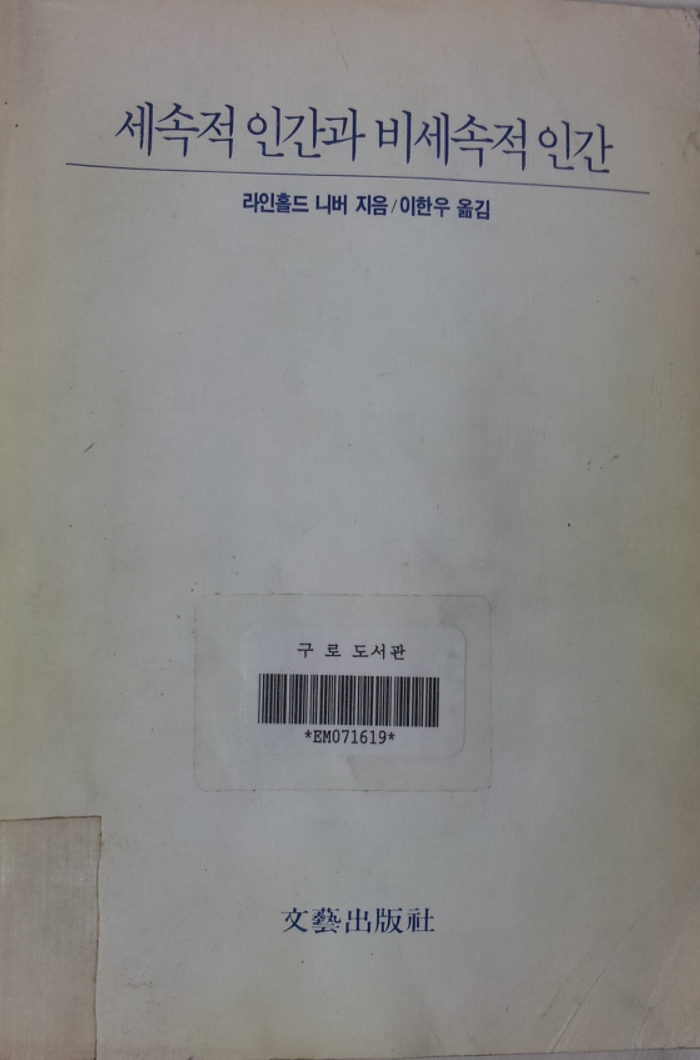 세속적 인간과 비세속적 인간
라인홀드 니버 지음/이한우 옮김
구 로 도서관
*EM071619*
文藝出版社